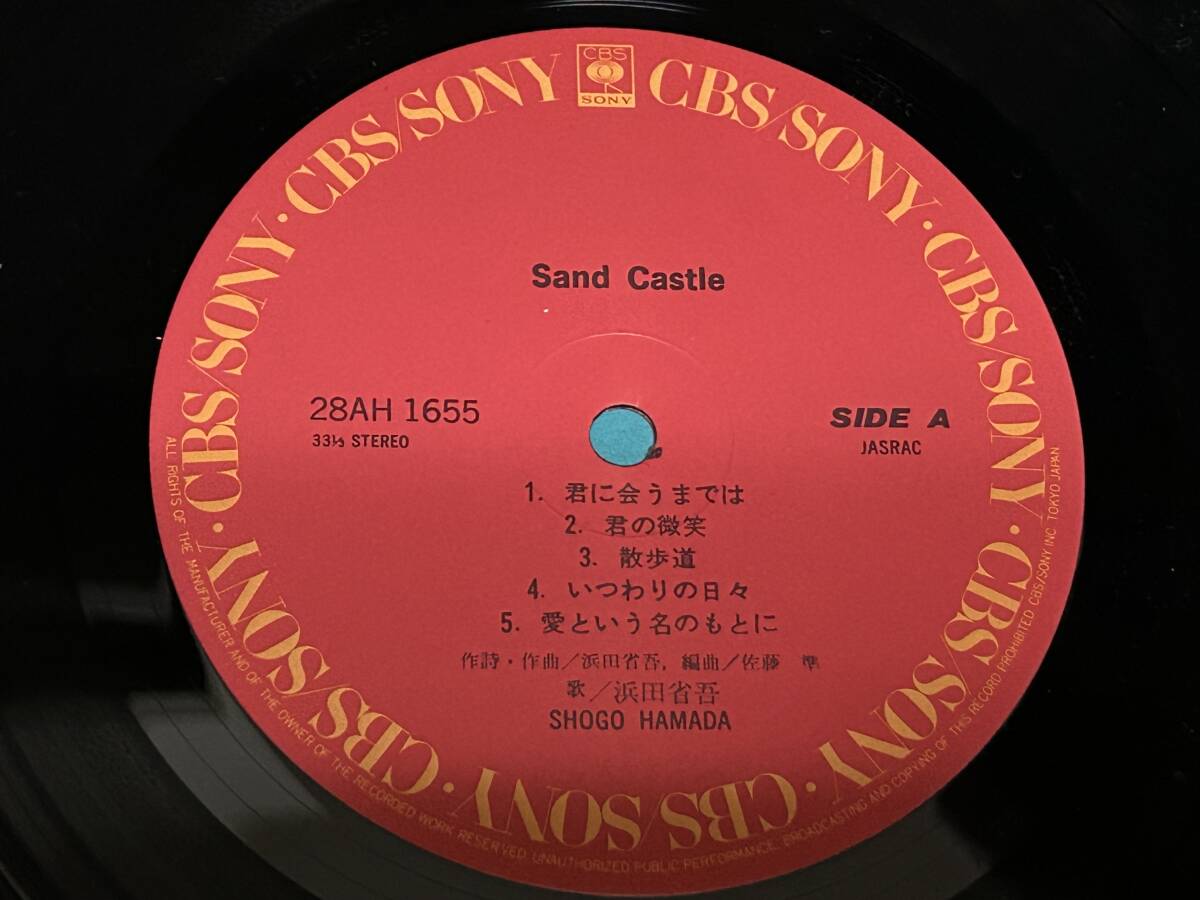 CBS/SONY · CBS/SONY · CBS/SONY · CBS/SONY · CBS/SONY · CBS/SONY · CBS/SONY · CBS/SONY · CBS/SONY
CBS
SONY
Sand Castle
28AH 1655
33⅓ STEREO
SIDE A
JASRAC
1. 君に会うまでは
2. 君の微笑
3. 散歩道
4. いつわりの日々
5. 愛という名のもとに
作詩・作曲/浜田省吾, 編曲/佐藤 準
歌/浜田省吾
SHOGO HAMADA
ALL RIGHTS OF THE MANUFACTURER AND OF THE OWNER OF THE RECORDED WORK RESERVED. UNAUTHORIZED PUBLIC PERFORMANCE, BROADCASTING AND COPYING OF THIS RECORD PROHIBITED CBS/SONY INC. TOKYO JAPAN